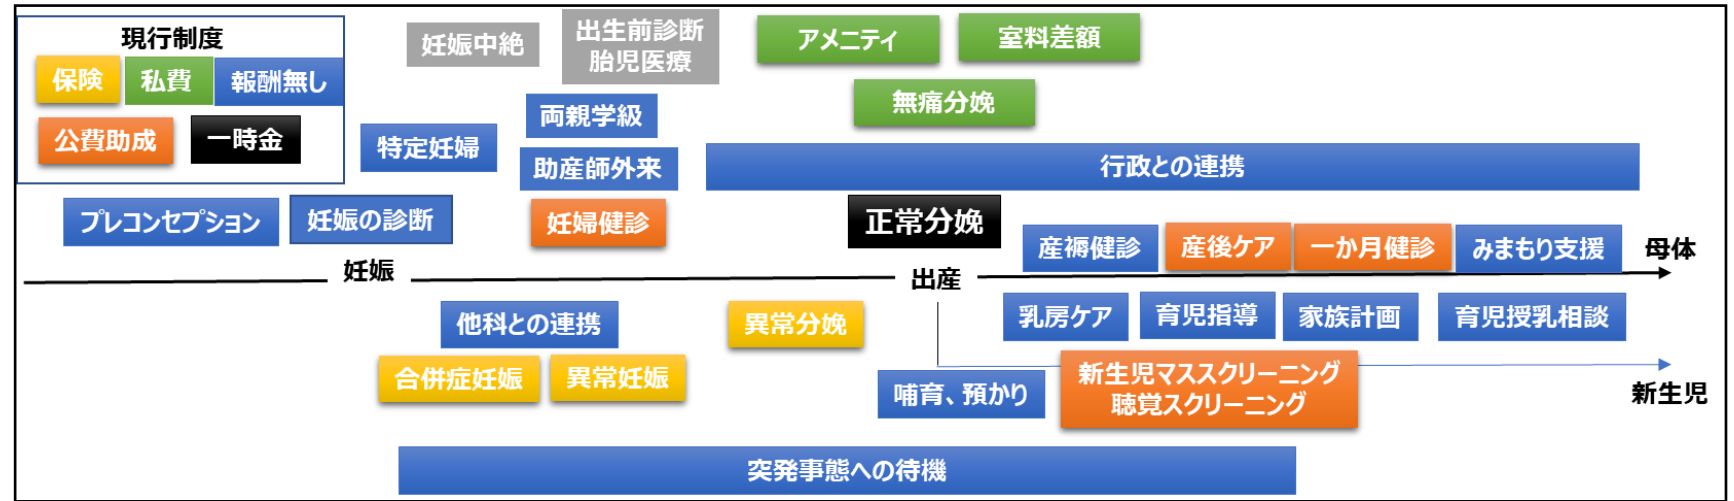 現行制度
保険
私費
報酬無し
公費助成
一時金
妊娠中絶
出生前診断
胎児医療
アメニティ
室料差額
無痛分娩
両親学級
特定妊婦
助産師外来
行政との連携
プレコンセプション
妊娠の診断
妊婦健診
正常分娩
産褥健診
産後ケア
一か月健診
みまもり支援
母体
妊娠
出産
他科との連携
異常分娩
乳房ケア
育児指導
家族計画
育児授乳相談
合併症妊娠
異常妊娠
哺育、預かり
新生児マススクリーニング
聴覚スクリーニング
新生児
突発事態への待機